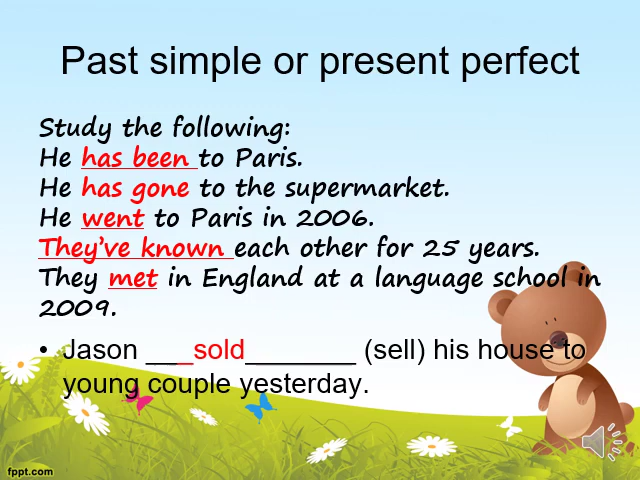 Past simple or present perfect
Study the following:
He has been to Paris.
He has gone to the supermarket.
He went to Paris in 2006.
They’ve known each other for 25 years.
They met in England at a language school in
2009.
• Jason ___sold_______ (sell) his house to
young couple yesterday.
fppt.com